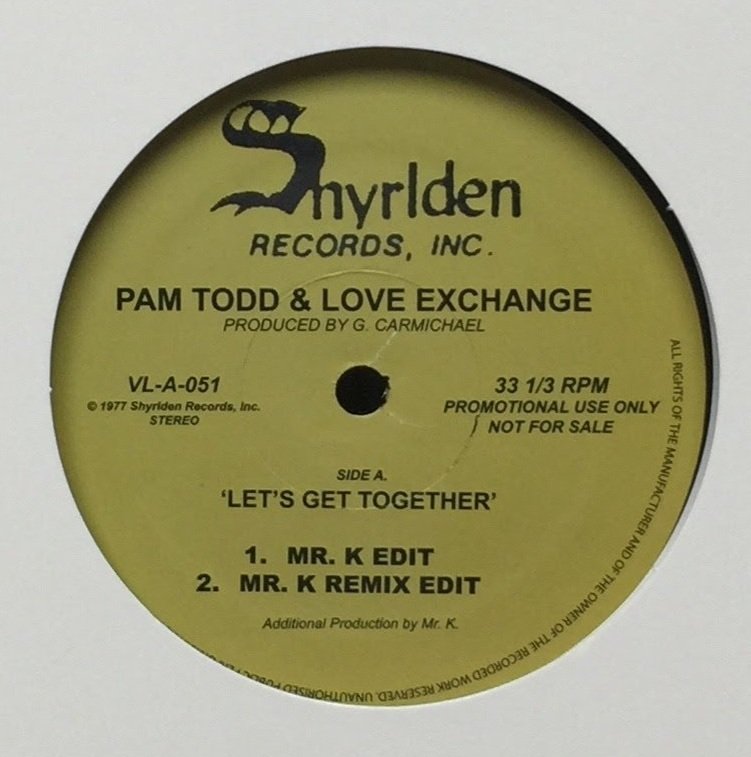 Shyrlden
RECORDS, INC.
PAM TODD & LOVE EXCHANGE
PRODUCED BY G. CARMICHAEL
VL-A-051
© 1977 Shyrlden Records, Inc.
STEREO
33 1/3 RPM
PROMOTIONAL USE ONLY
NOT FOR SALE
SIDE A.
‘LET’S GET TOGETHER’
1. MR. K EDIT
2. MR. K REMIX EDIT
Additional Production by Mr. K.
ALL RIGHTS OF THE MANUFACTURER AND OF THE OWNER OF THE RECORDED WORK RESERVED. UNAUTHORISED